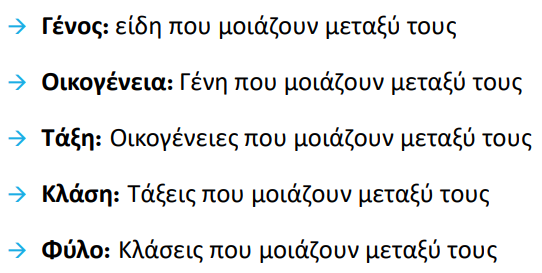 → Γένος: είδη που μοιάζουν μεταξύ τους
→ Οικογένεια: Γένη που μοιάζουν μεταξύ τους
→ Τάξη: Οικογένειες που μοιάζουν μεταξύ τους
→ Κλάση: Τάξεις που μοιάζουν μεταξύ τους
→ Φύλο: Κλάσεις που μοιάζουν μεταξύ τους